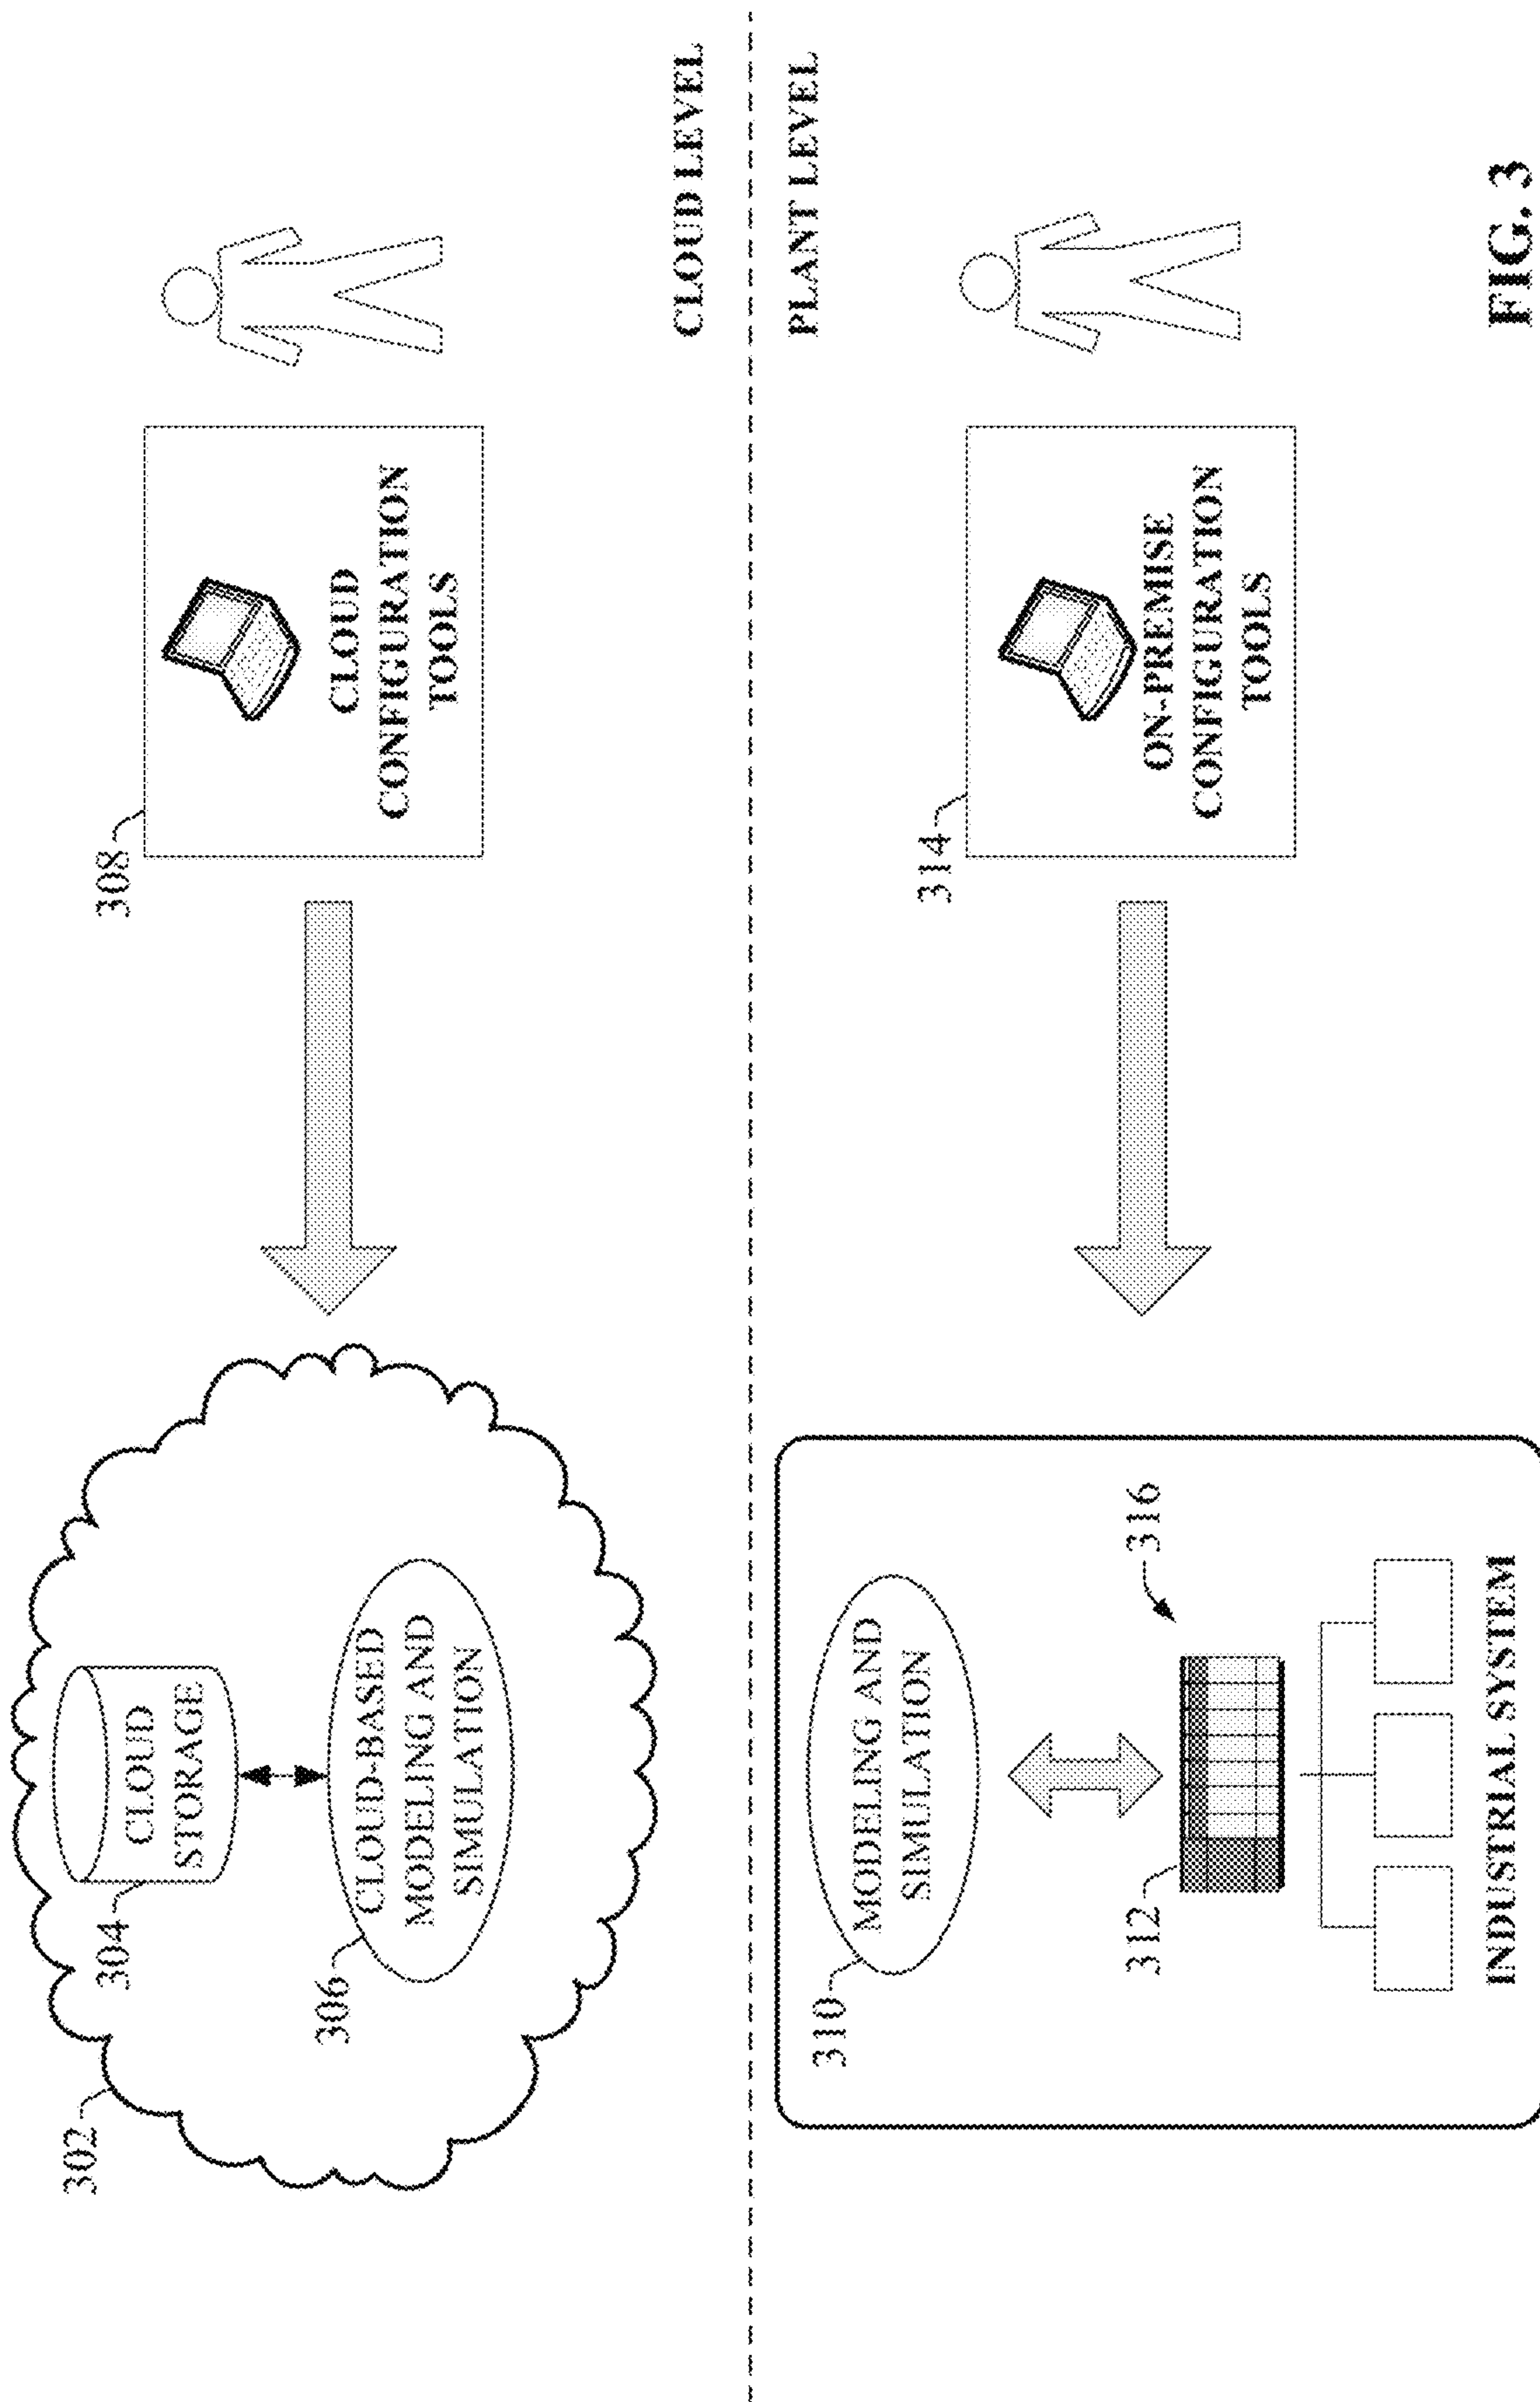 302
304
CLOUD
STORAGE
306
CLOUD-BASED
MODELING AND
SIMULATION
308
CLOUD
CONFIGURATION
TOOLS
CLOUD LEVEL
PLANT LEVEL
310
MODELING AND
SIMULATION
312
316
INDUSTRIAL SYSTEM
314
ON-PREMISE
CONFIGURATION
TOOLS
FIG. 3